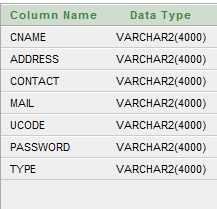 Column Name Data Type
CNAME VARCHAR2(4000)
ADDRESS VARCHAR2(4000)
CONTACT VARCHAR2(4000)
MAIL VARCHAR2(4000)
UCODE VARCHAR2(4000)
PASSWORD VARCHAR2(4000)
TYPE VARCHAR2(4000)